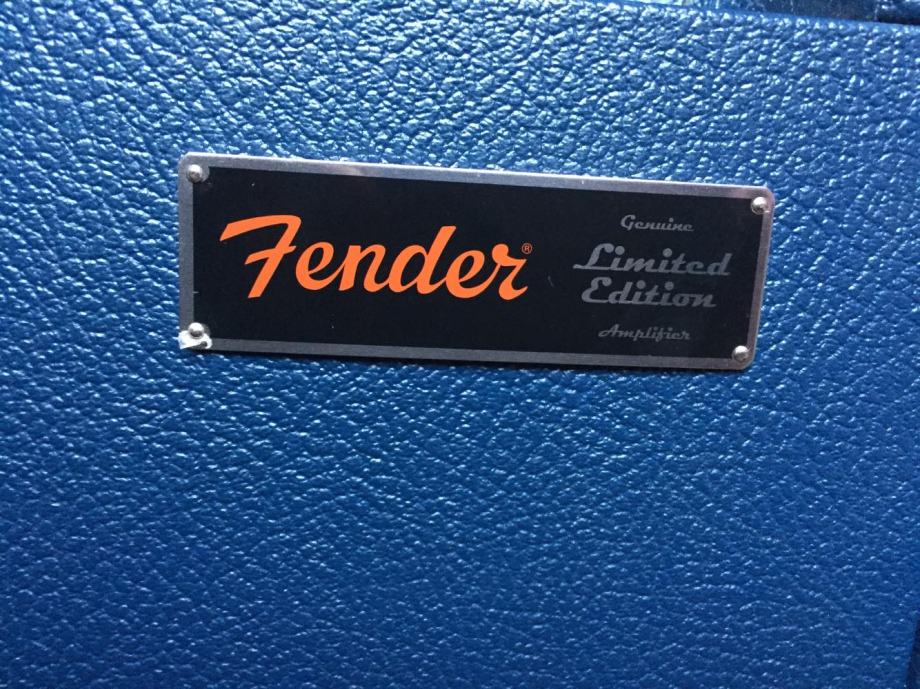 Fender®
Genuine
Limited
Edition
Amplifier